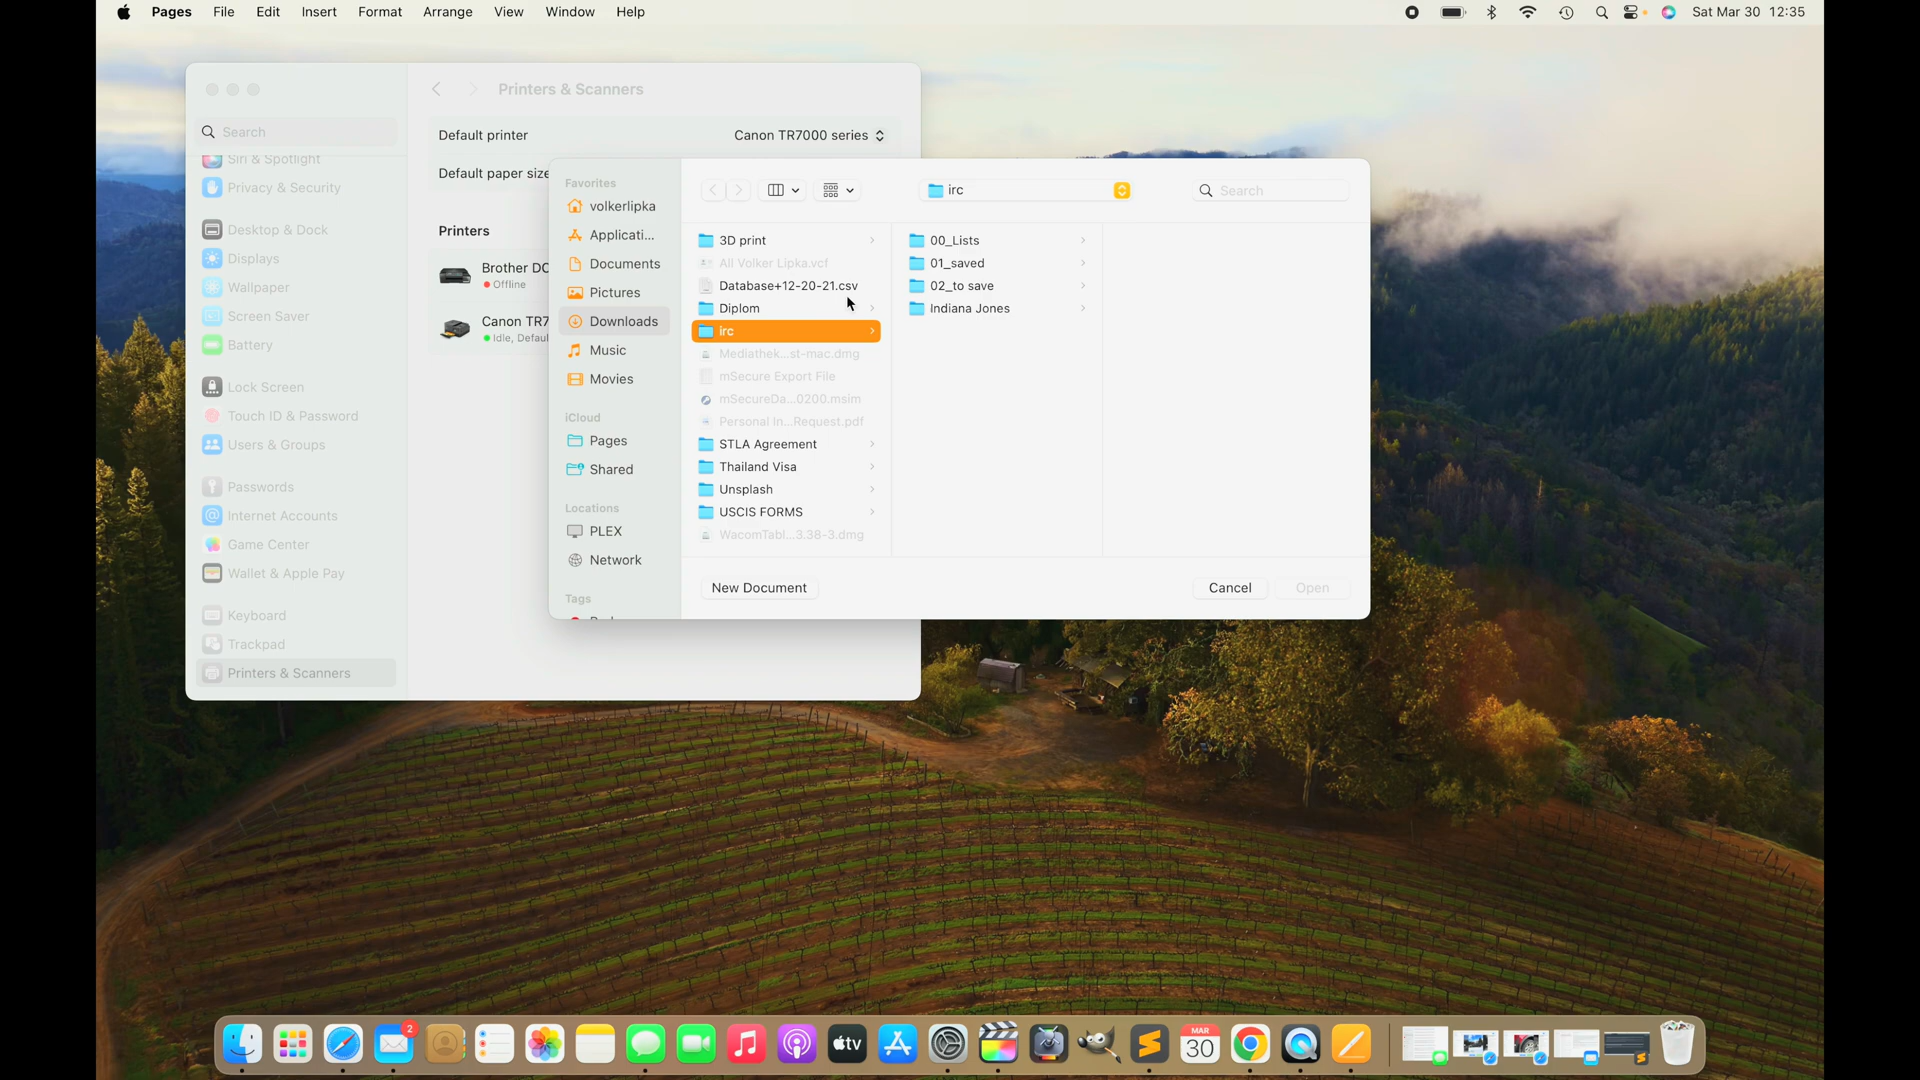 Pages File Edit Insert Format Arrange View Window Help
Sat Mar 30 12:35
Search
Siri & Spotlight
Privacy & Security
Desktop & Dock
Displays
Wallpaper
Screen Saver
Battery
Lock Screen
Touch ID & Password
Users & Groups
Passwords
Internet Accounts
Game Center
Wallet & Apple Pay
Keyboard
Trackpad
Printers & Scanners
Printers & Scanners
Default printer Canon TR7000 series
Default paper size
Printers
Brother DC
Offline
Canon TR7
Idle, Defau
Favorites
volkerlipka
Applicati...
Documents
Pictures
Downloads
Music
Movies
iCloud
Pages
Shared
Locations
PLEX
Network
Tags
irc
Search
3D print
All Volker Lipka.vcf
Database+12-20-21.csv
Diplom
irc
Mediathek...st-mac.dmg
mSecure Export File
mSecureDa...0200.msim
Personal In...Request.pdf
STLA Agreement
Thailand Visa
Unsplash
USCIS FORMS
WacomTabl...3.38-3.dmg
00_Lists
01_saved
02_to save
Indiana Jones
New Document Cancel Open
2
tv
MAR
30